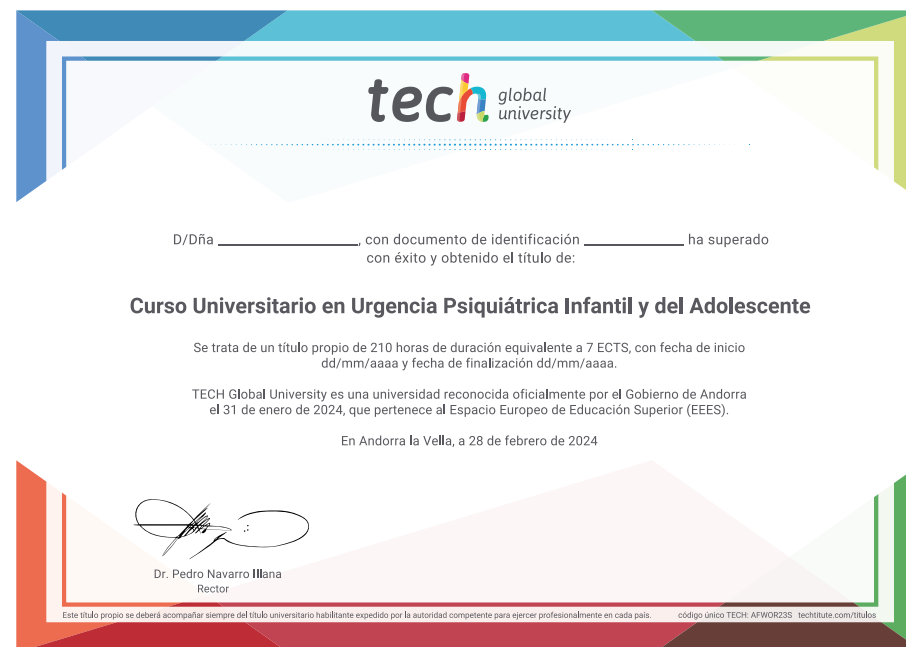 tech global
university
D/Dña ____________________, con documento de identificación ______________ ha superado
con éxito y obtenido el título de:
Curso Universitario en Urgencia Psiquiátrica Infantil y del Adolescente
Se trata de un título propio de 210 horas de duración equivalente a 7 ECTS, con fecha de inicio
dd/mm/aaaa y fecha de finalización dd/mm/aaaa.
TECH Global University es una universidad reconocida oficialmente por el Gobierno de Andorra
el 31 de enero de 2024, que pertenece al Espacio Europeo de Educación Superior (EEES).
En Andorra la Vella, a 28 de febrero de 2024
Dr. Pedro Navarro Illana
Rector
Este título propio se deberá acompañar siempre del título universitario habilitante expedido por la autoridad competente para ejercer profesionalmente en cada país. código único TECH: AFWOR23S techtitute.com/titulos